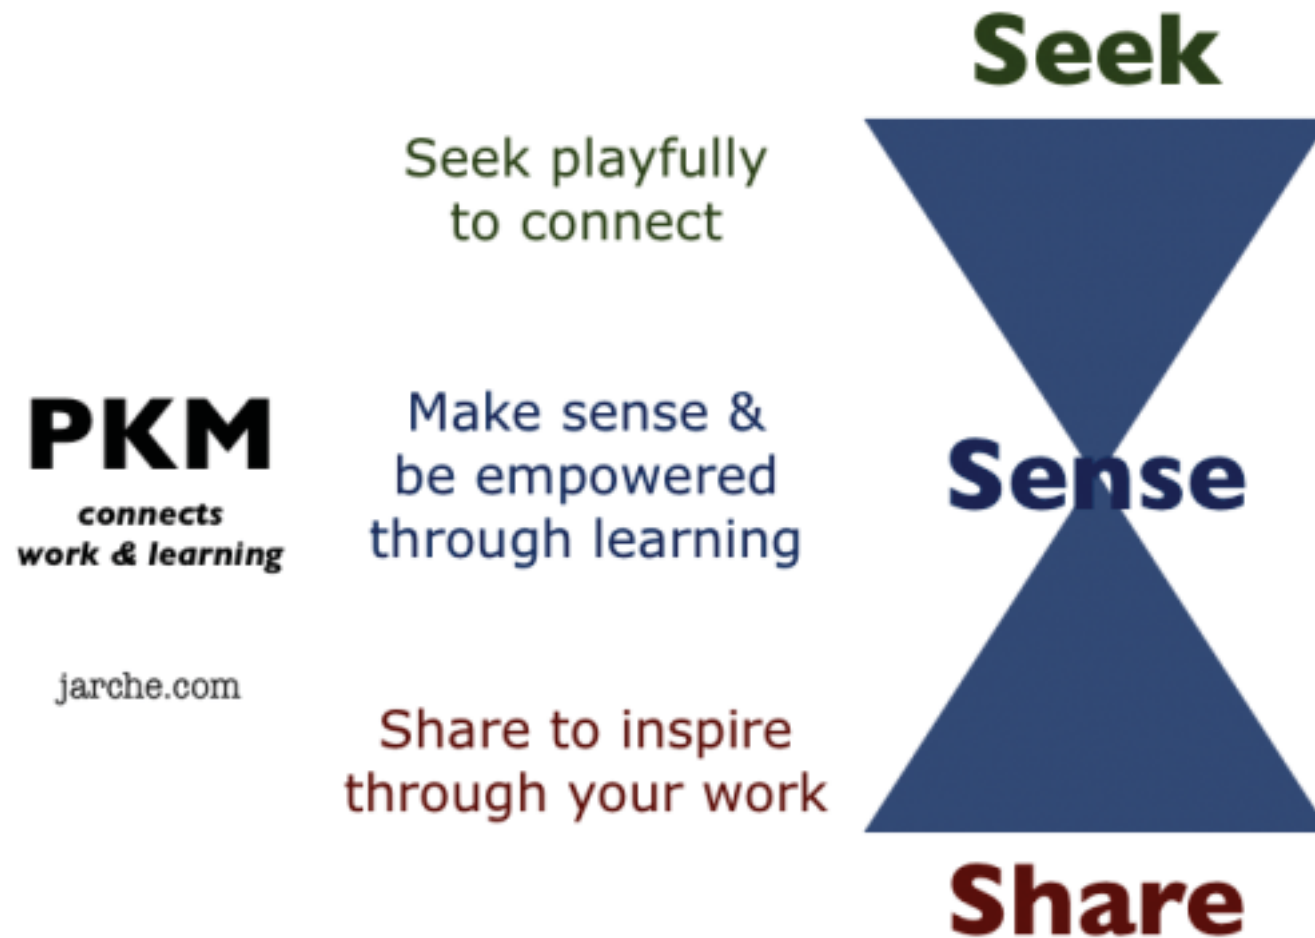 Seek
Seek playfully
to connect
PKM
connects
work & learning
jarche.com
Make sense &
be empowered
through learning
Sense
Share to inspire
through your work
Share